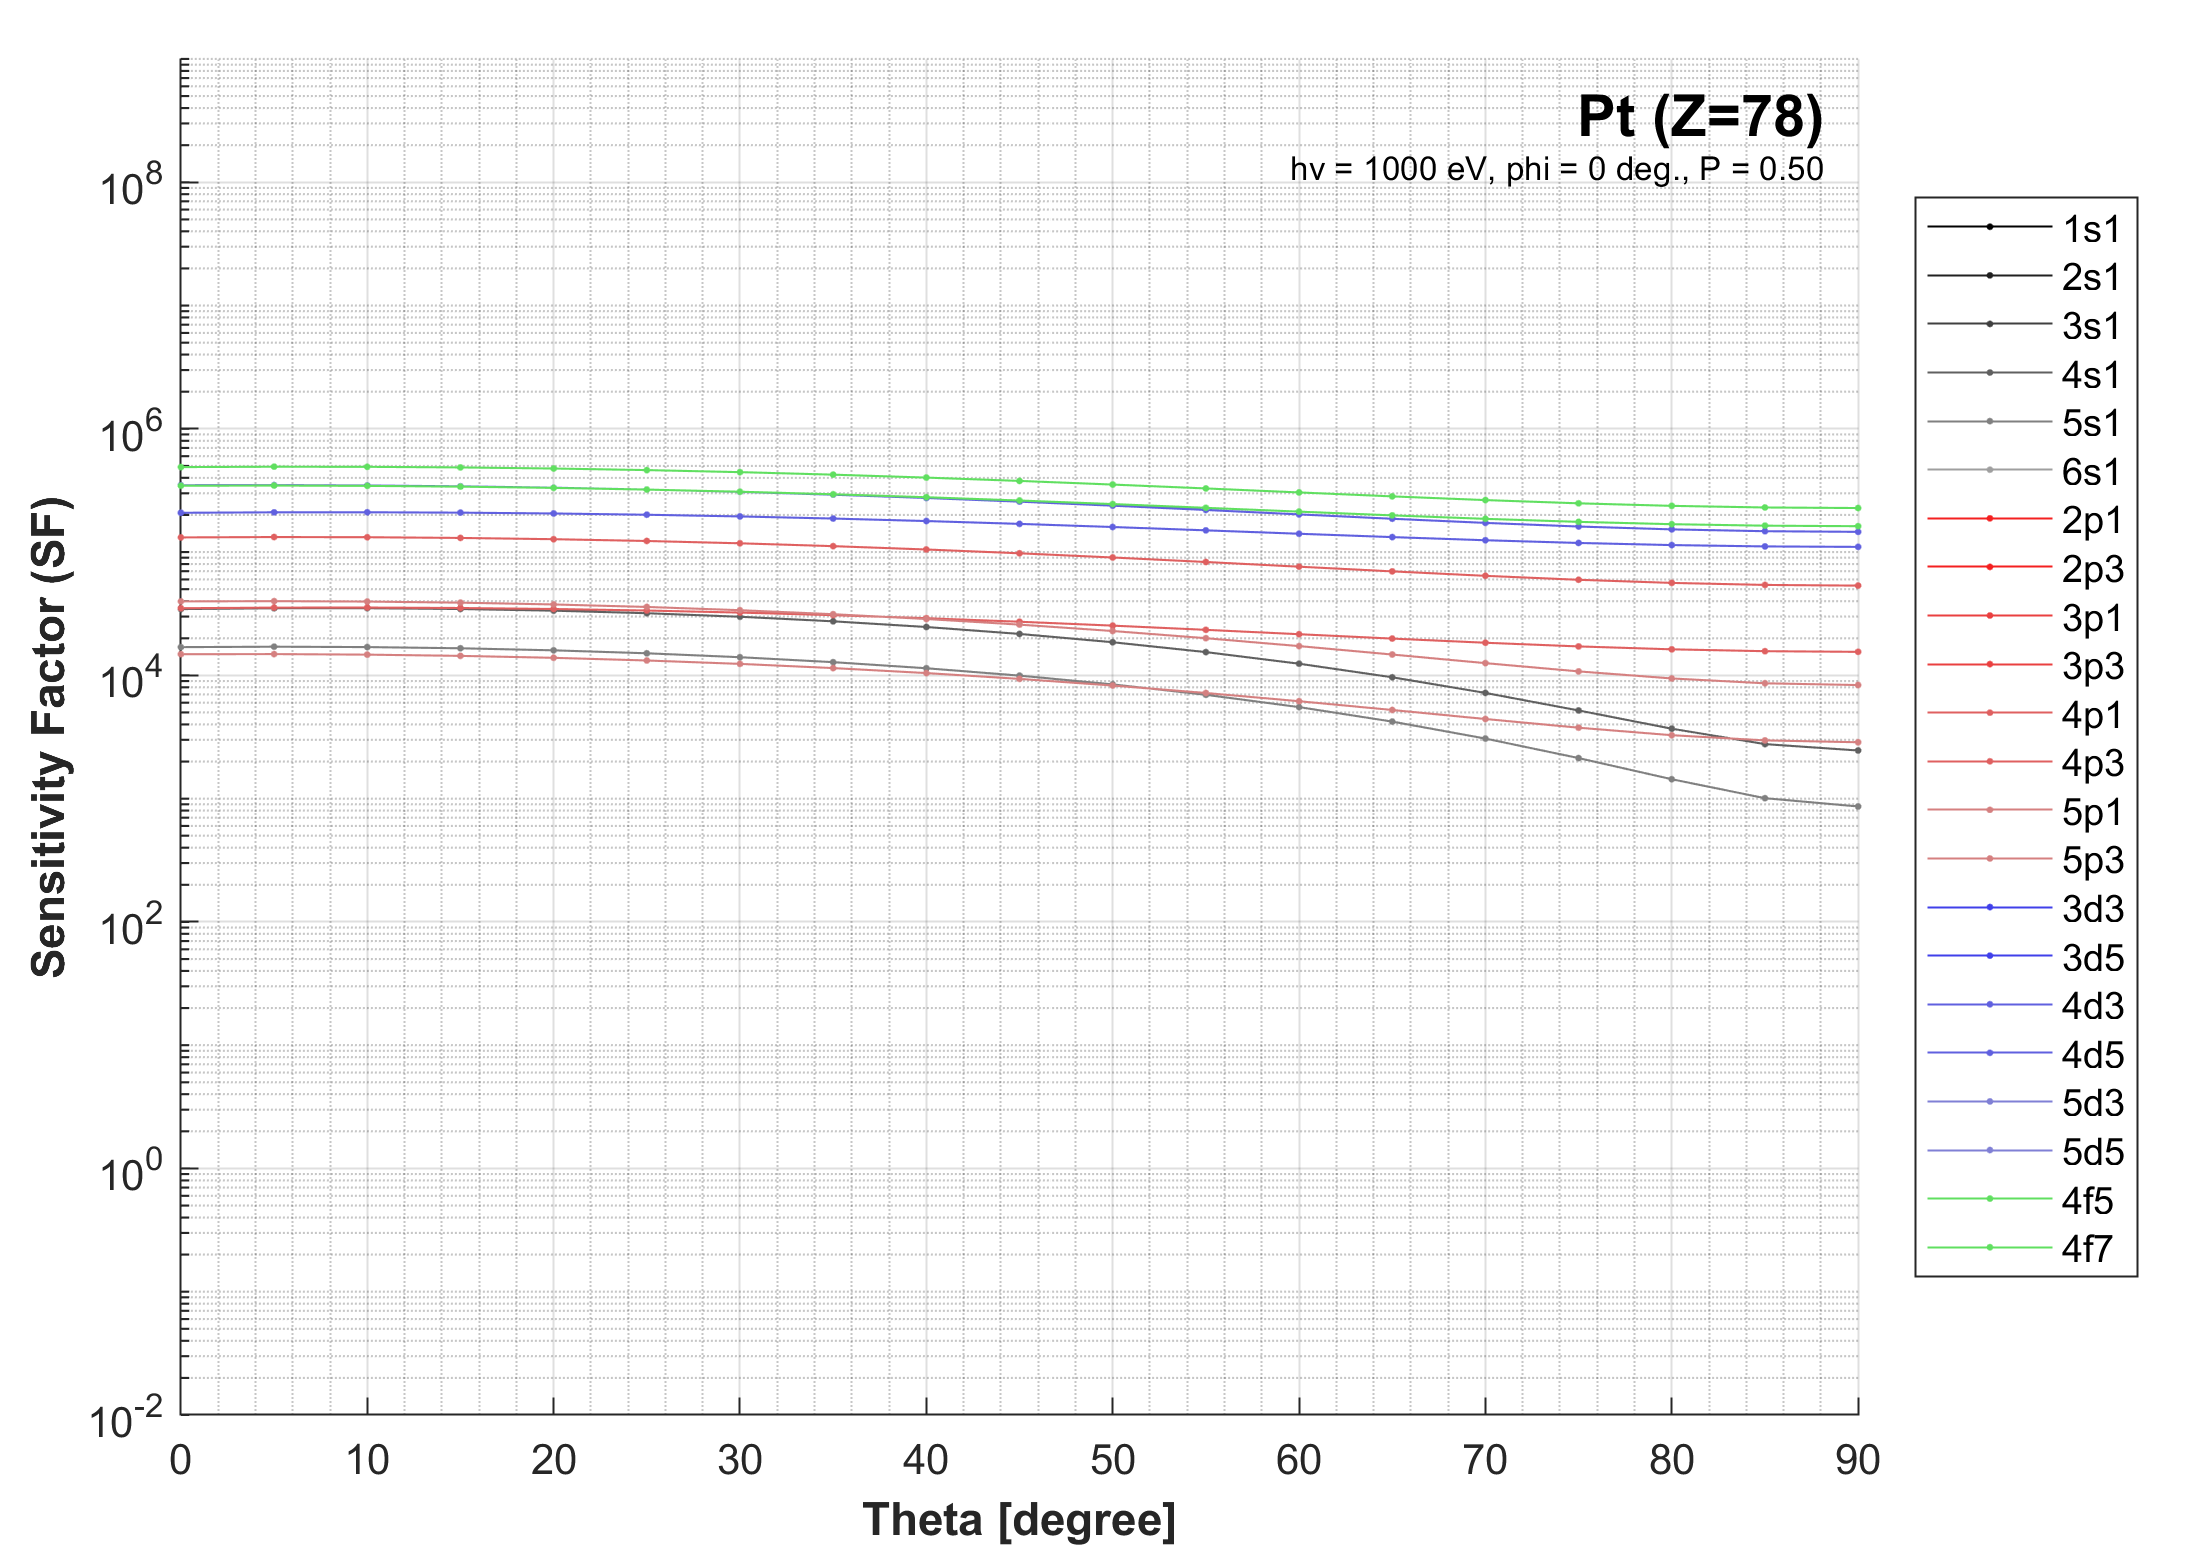 Pt (Z=78)
hv = 1000 eV, phi = 0 deg., P = 0.50
Sensitivity Factor (SF)
10^8
10^6
10^4
10^2
10^0
10^-2
0 10 20 30 40 50 60 70 80 90
Theta [degree]
1s1
2s1
3s1
4s1
5s1
6s1
2p1
2p3
3p1
3p3
4p1
4p3
5p1
5p3
3d3
3d5
4d3
4d5
5d3
5d5
4f5
4f7